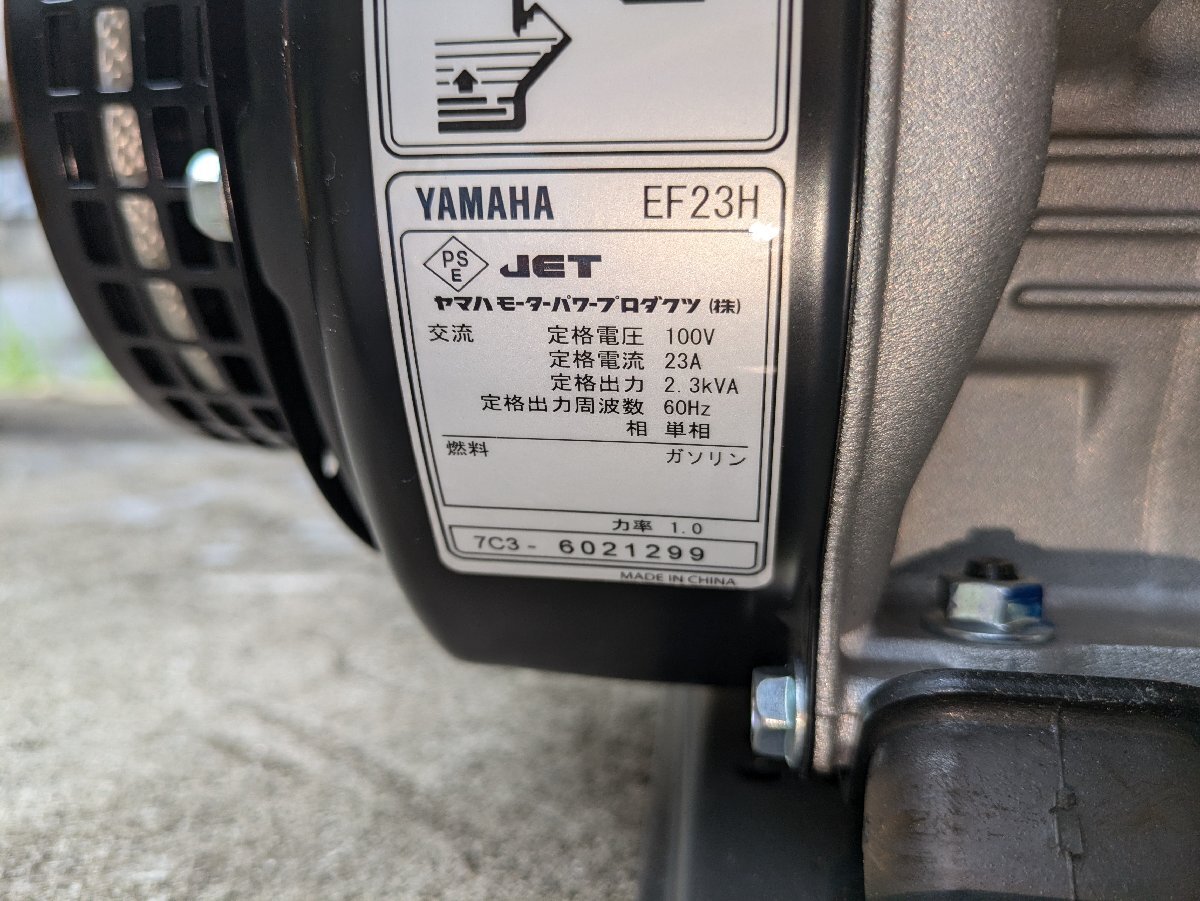 YAMAHA EF23H
PS
E
JET
ヤマハモーターパワープロダクツ(株)
交流 定格電圧 100V
定格電流 23A
定格出力 2.3kVA
定格出力周波数 60Hz
相 単相
燃料 ガソリン
力率 1.0
7C3- 6021299
MADE IN CHINA